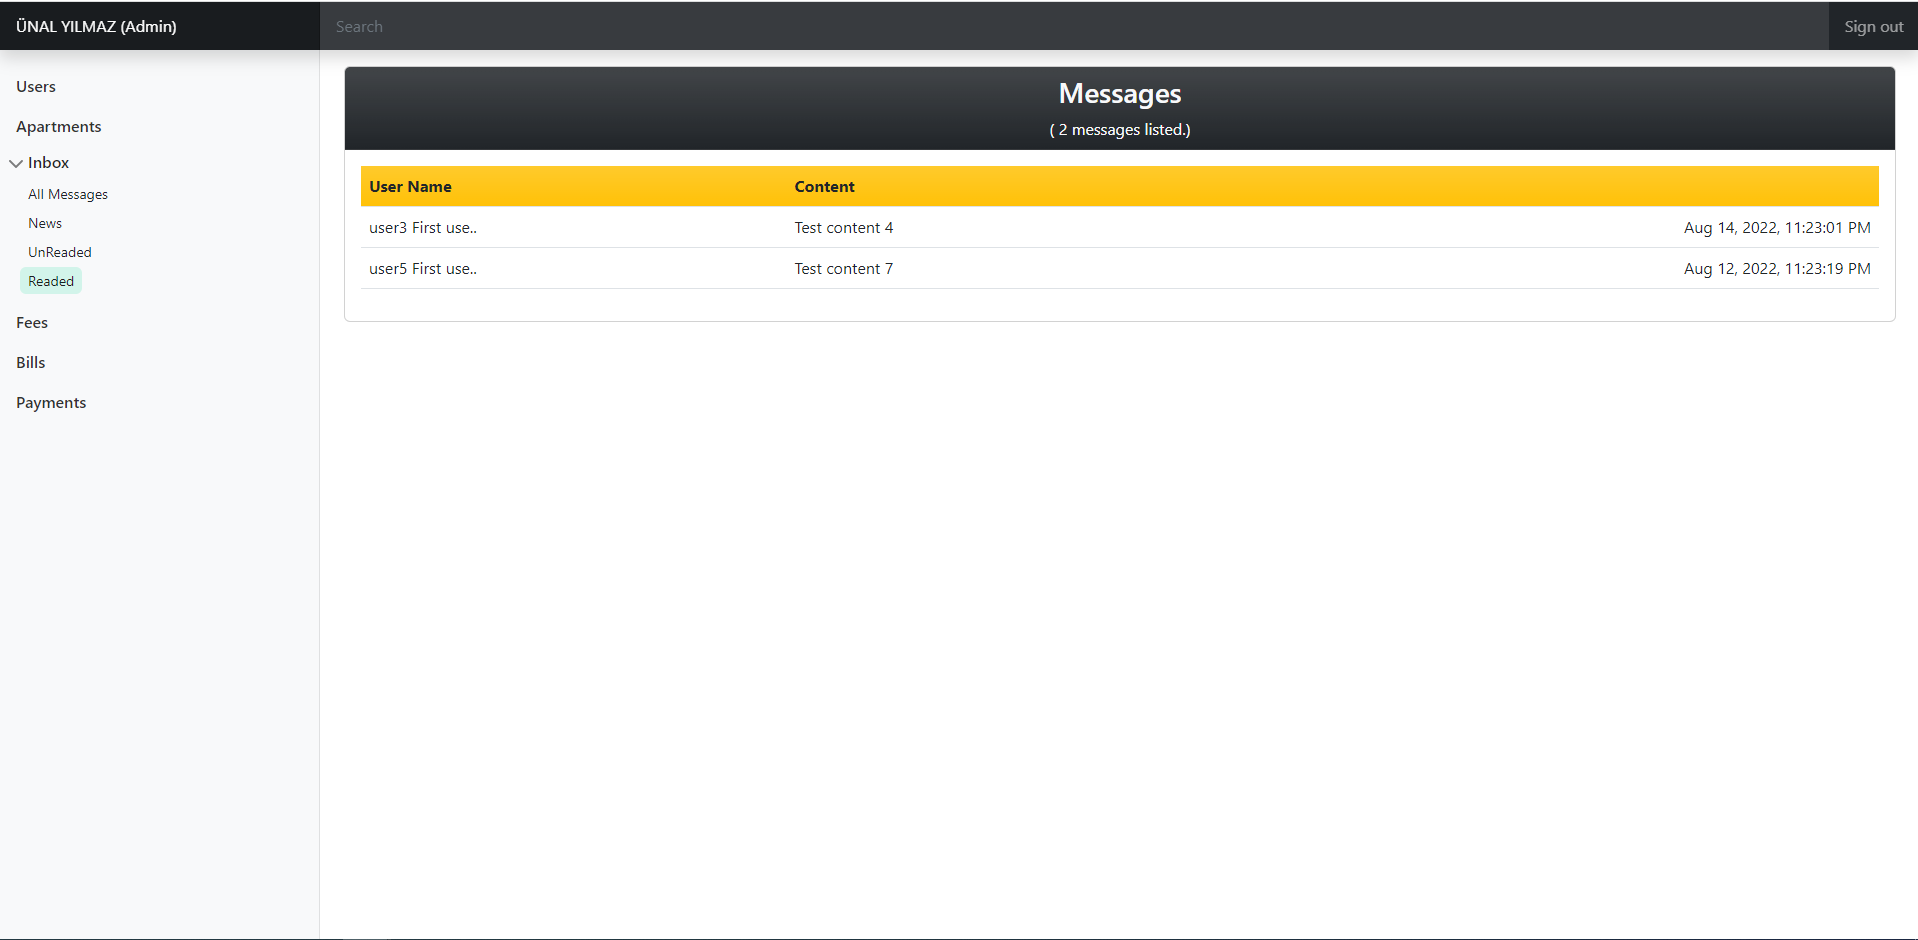 ÜNAL YILMAZ (Admin)
Search
Sign out
Users
Apartments
Inbox
All Messages
News
UnReaded
Readed
Fees
Bills
Payments
Messages
( 2 messages listed.)
User Name Content
user3 First use.. Test content 4 Aug 14, 2022, 11:23:01 PM
user5 First use.. Test content 7 Aug 12, 2022, 11:23:19 PM